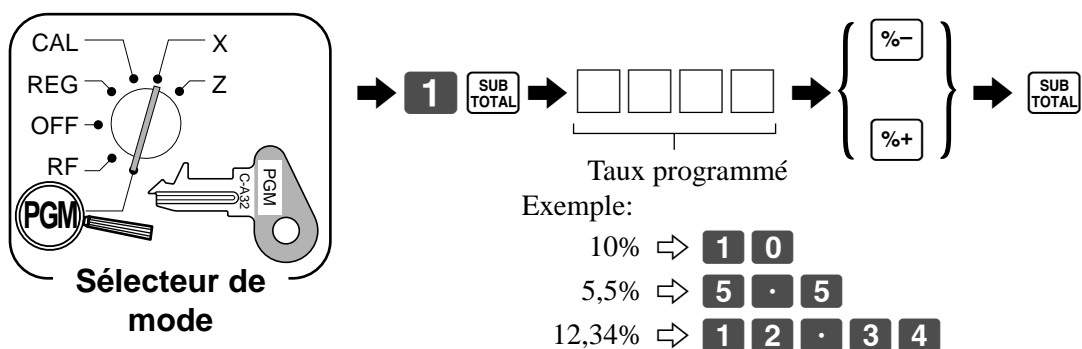 CAL
X
REG
Z
OFF
RF
PGM
PGM
C-A32
Sélecteur de
mode
1 SUB TOTAL
%−
%+
SUB TOTAL
Taux programmé
Exemple:
10% ⇨ 1 0
5,5% ⇨ 5 · 5
12,34% ⇨ 1 2 · 3 4